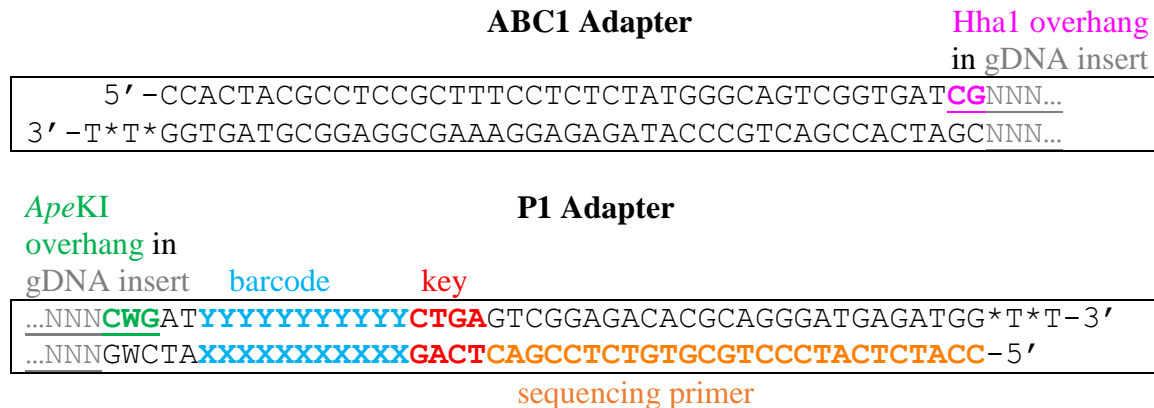 ABC1 Adapter
Hha1 overhang
in gDNA insert
5′-CCACTACGCCTCCGCTTTCCTCTCTATGGGCAGTCGGTGATCGNNN…
3′-T*T*GGTGATGCGGAGGCGAAAGGAGAGATACCCGTCAGCCACTAGCNNN…
ApeKI
overhang in
gDNA insert
P1 Adapter
barcode
key
…NNNCWGATYYYYYYYYYYYCTGAGTCGGAGACACGCAGGGATGAGATGG*T*T-3′
…NNNGWCTAXXXXXXXXXXXGACTCAGCCTCTGTGCGTCCCTACTCTACC-5′
sequencing primer